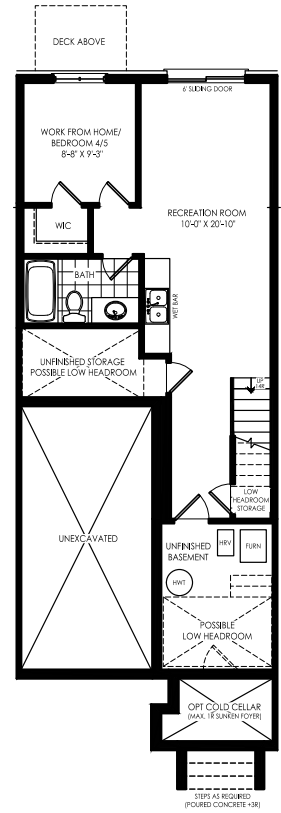 DECK ABOVE
6' SLIDING DOOR
WORK FROM HOME/
BEDROOM 4/5
8'-8" X 9'-3"
RECREATION ROOM
10'-0" X 20'-10"
WIC
BATH
WET BAR
UNFINISHED STORAGE
POSSIBLE LOW HEADROOM
UP
14R
LOW
HEADROOM
STORAGE
UNEXCAVATED
UNFINISHED
BASEMENT
HRV
FURN
HWT
POSSIBLE
LOW HEADROOM
OPT COLD CELLAR
(MAX. 1R SUNKEN FOYER)
STEPS AS REQUIRED
(POURED CONCRETE +3R)